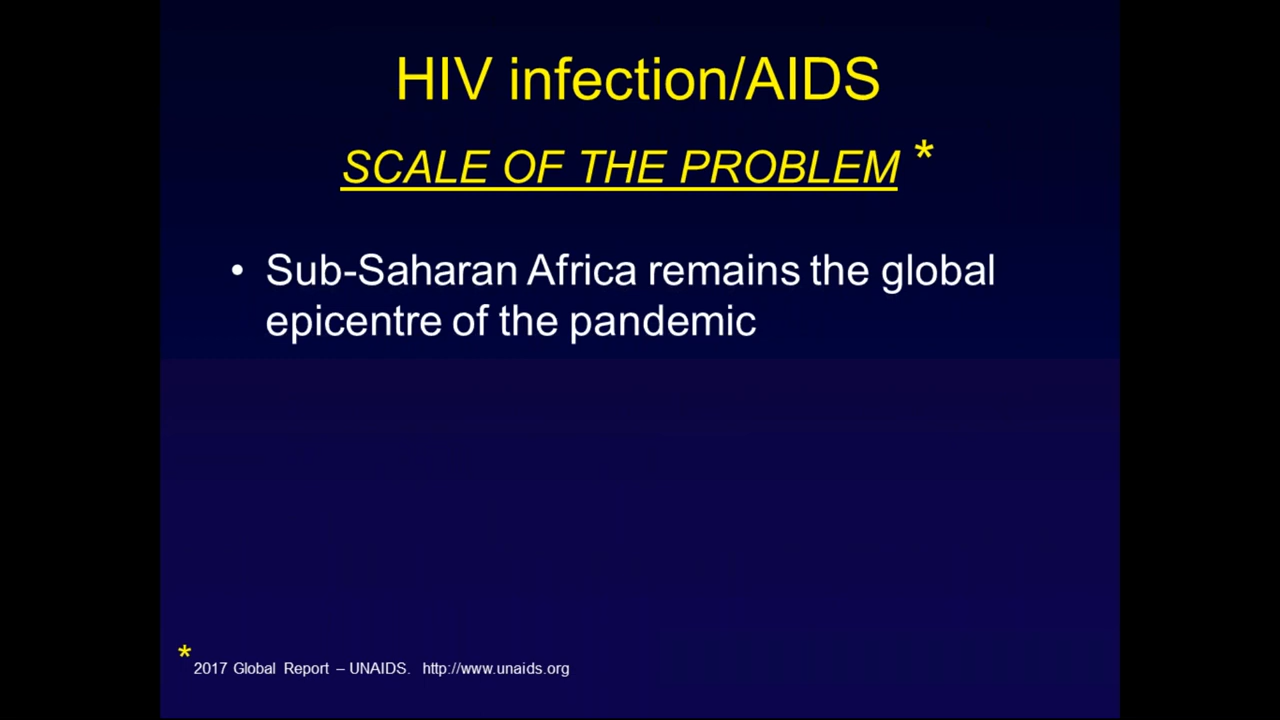 HIV infection/AIDS
SCALE OF THE PROBLEM *
• Sub-Saharan Africa remains the global
epicentre of the pandemic
* 2017 Global Report – UNAIDS. http://www.unaids.org